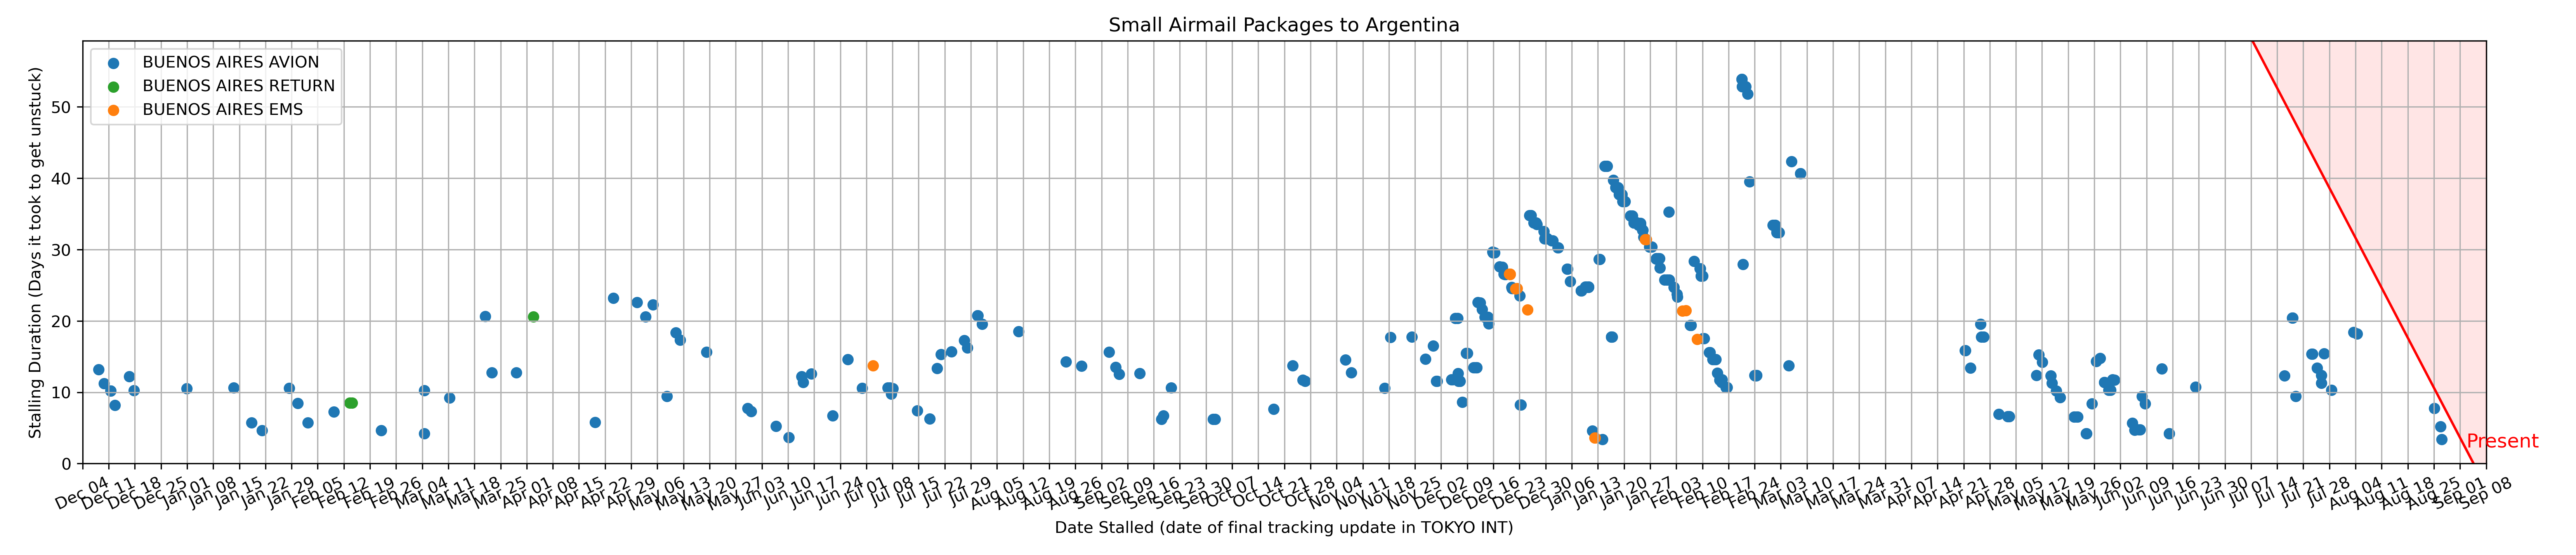 Small Airmail Packages to Argentina
BUENOS AIRES AVION
BUENOS AIRES RETURN
BUENOS AIRES EMS
Stalling Duration (Days it took to get unstuck)
50
40
30
20
10
0
Present
Dec 04 Dec 11 Dec 18 Dec 25 Jan 01 Jan 08 Jan 15 Jan 22 Jan 29 Feb 05 Feb 12 Feb 19 Feb 26 Mar 04 Mar 11 Mar 18 Mar 25 Apr 01 Apr 08 Apr 15 Apr 22 Apr 29 May 06 May 13 May 20 May 27 Jun 03 Jun 10 Jun 17 Jun 24 Jul 01 Jul 08 Jul 15 Jul 22 Jul 29 Aug 05 Aug 12 Aug 19 Aug 26 Sep 02 Sep 09 Sep 16 Sep 23 Sep 30 Oct 07 Oct 14 Oct 21 Oct 28 Nov 04 Nov 11 Nov 18 Nov 25 Dec 02 Dec 09 Dec 16 Dec 23 Dec 30 Jan 06 Jan 13 Jan 20 Jan 27 Feb 03 Feb 10 Feb 17 Feb 24 Mar 03 Mar 10 Mar 17 Mar 24 Mar 31 Apr 07 Apr 14 Apr 21 Apr 28 May 05 May 12 May 19 May 26 Jun 02 Jun 09 Jun 16 Jun 23 Jun 30 Jul 07 Jul 14 Jul 21 Jul 28 Aug 04 Aug 11 Aug 18 Aug 25 Sep 01 Sep 08
Date Stalled (date of final tracking update in TOKYO INT)